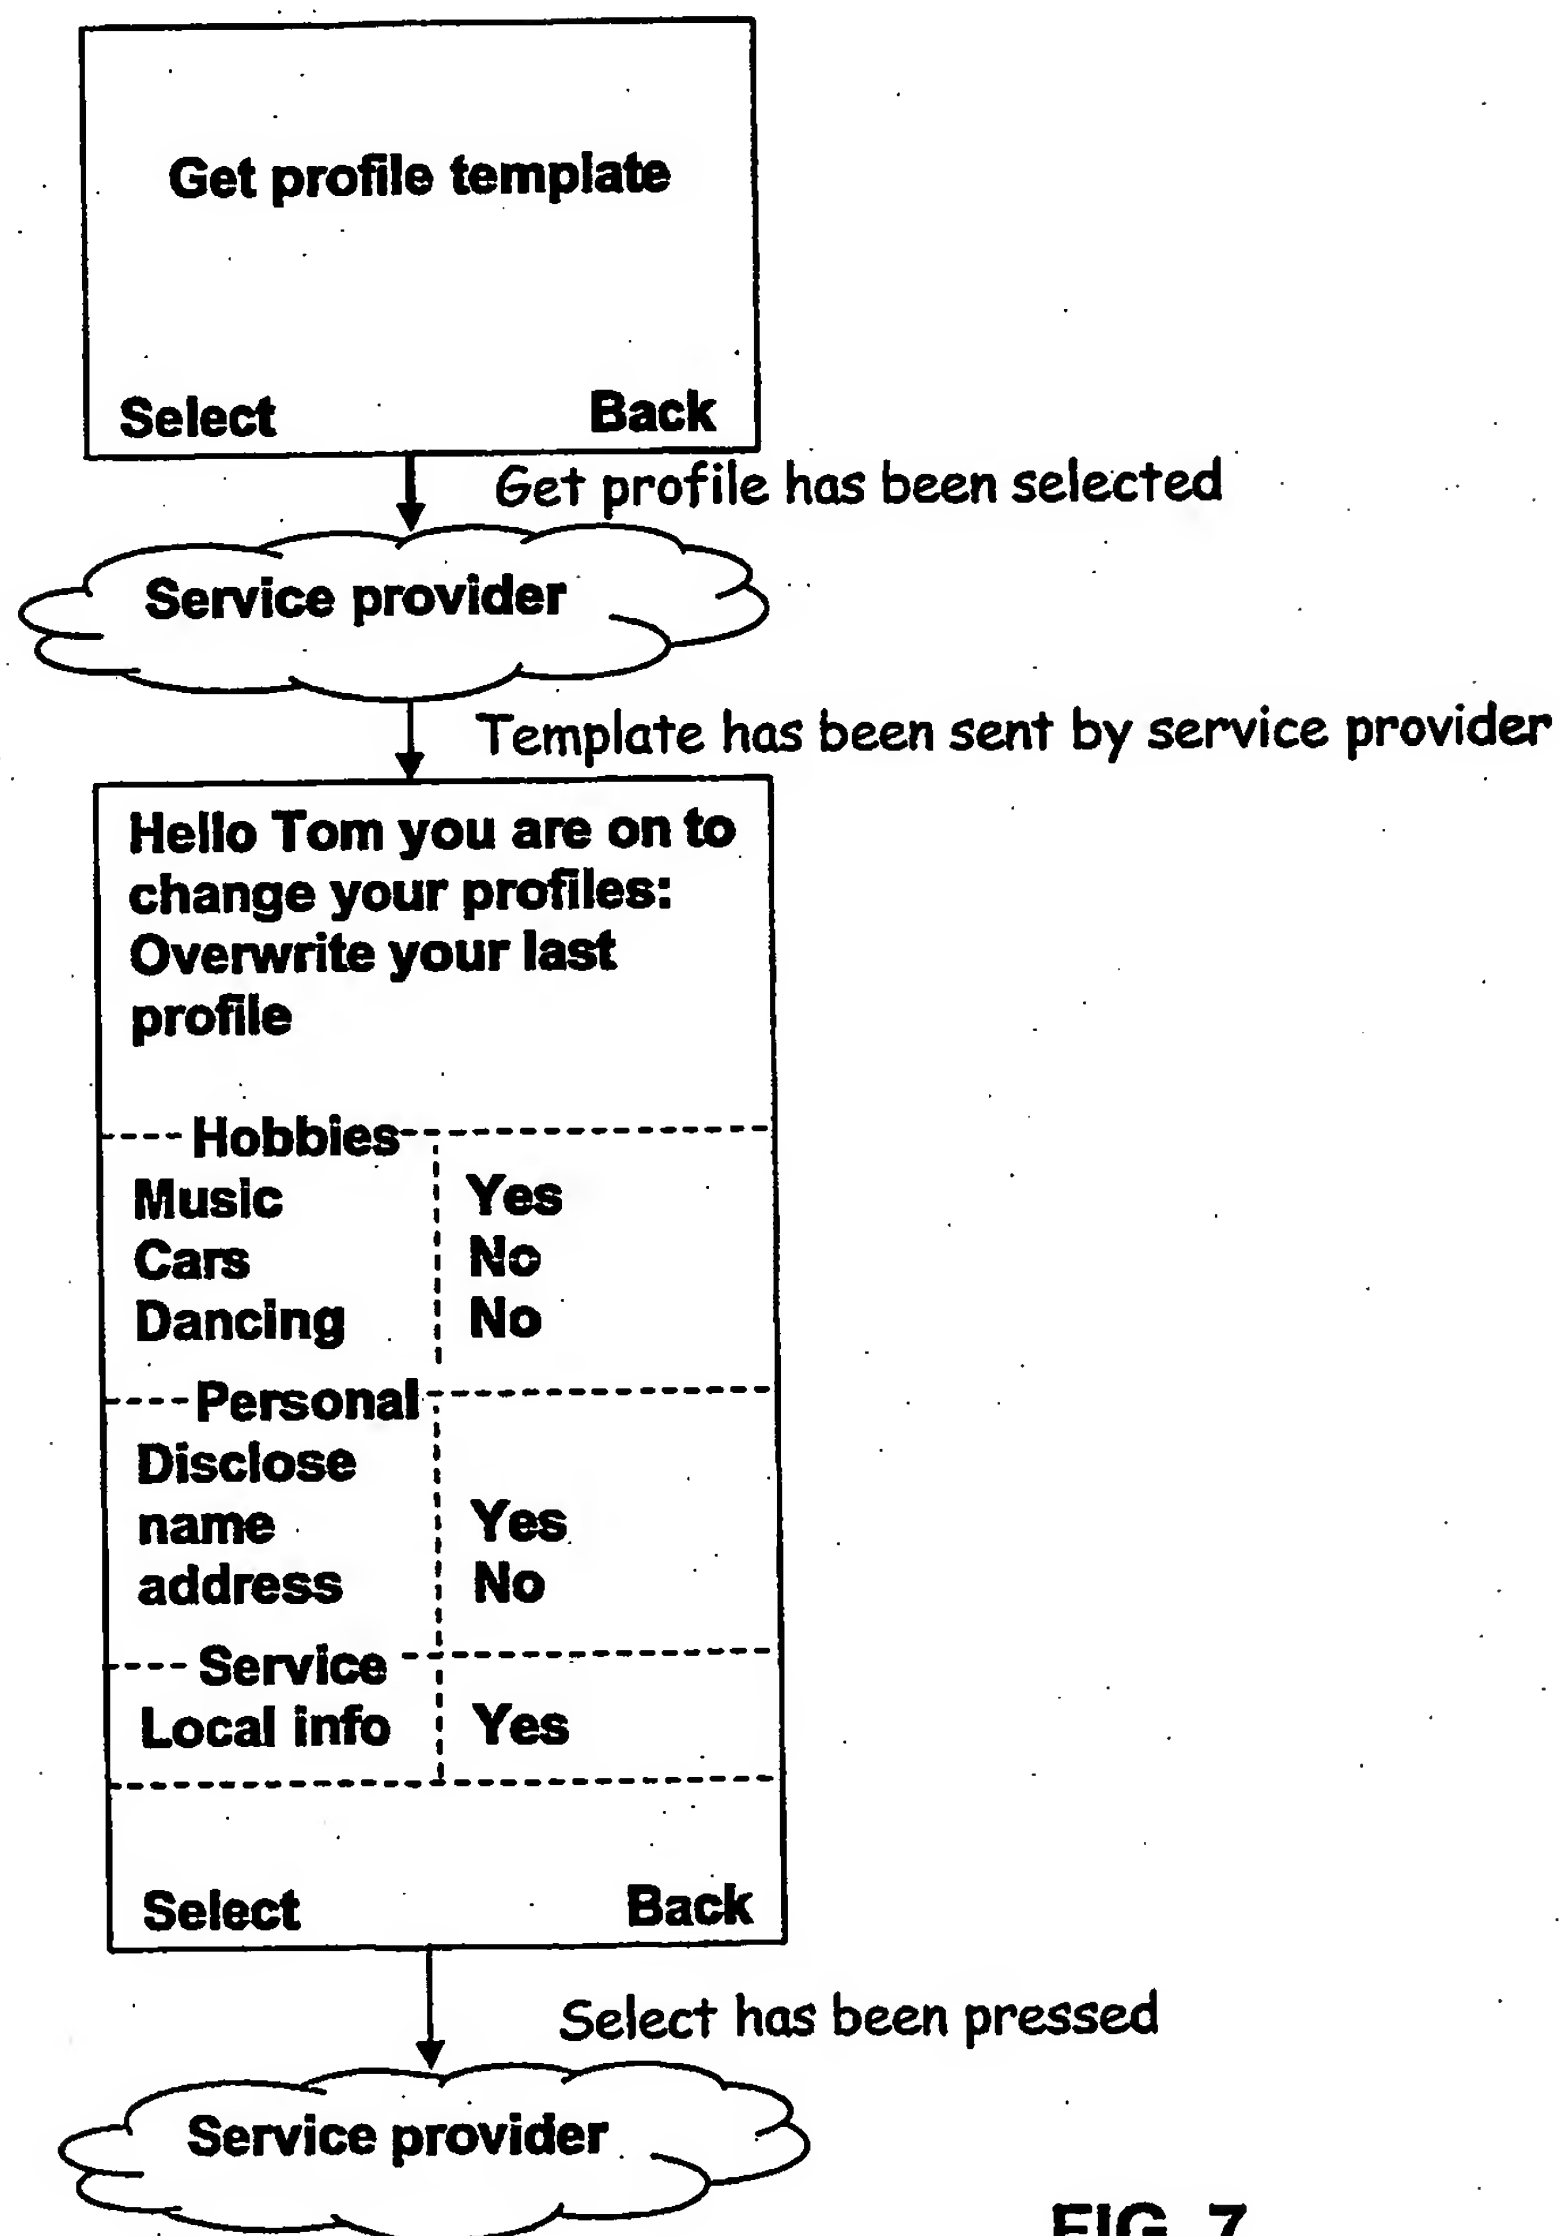 Get profile template
Select Back
Get profile has been selected
Service provider
Template has been sent by service provider
Hello Tom you are on to
change your profiles:
Overwrite your last
profile
Hobbies
Music Yes
Cars No
Dancing No
Personal
Disclose
name Yes
address No
Service
Local info Yes
Select Back
Select has been pressed
Service provider
FIG. 7